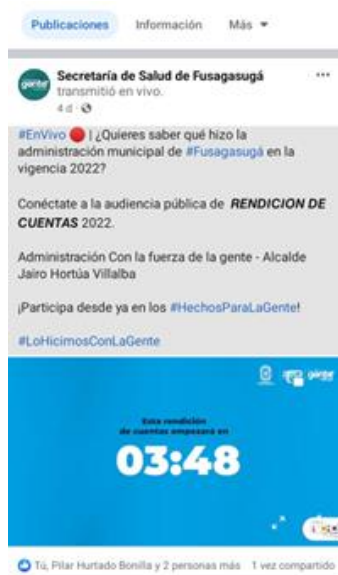 Publicaciones Información Más
gente
Secretaría de Salud de Fusagasugá
transmitió en vivo.
4 d
#EnVivo 🔴 | ¿Quieres saber qué hizo la
administración municipal de #Fusagasugá en la
vigencia 2022?
Conéctate a la audiencia pública de RENDICION DE
CUENTAS 2022.
Administración Con la fuerza de la gente - Alcalde
Jairo Hortúa Villalba
¡Participa desde ya en los #HechosParaLaGente!
#LoHicimosConLaGente
gente
Esta rendición
de cuentas empezará en
03:48
Tú, Pilar Hurtado Bonilla y 2 personas más 1 vez compartido